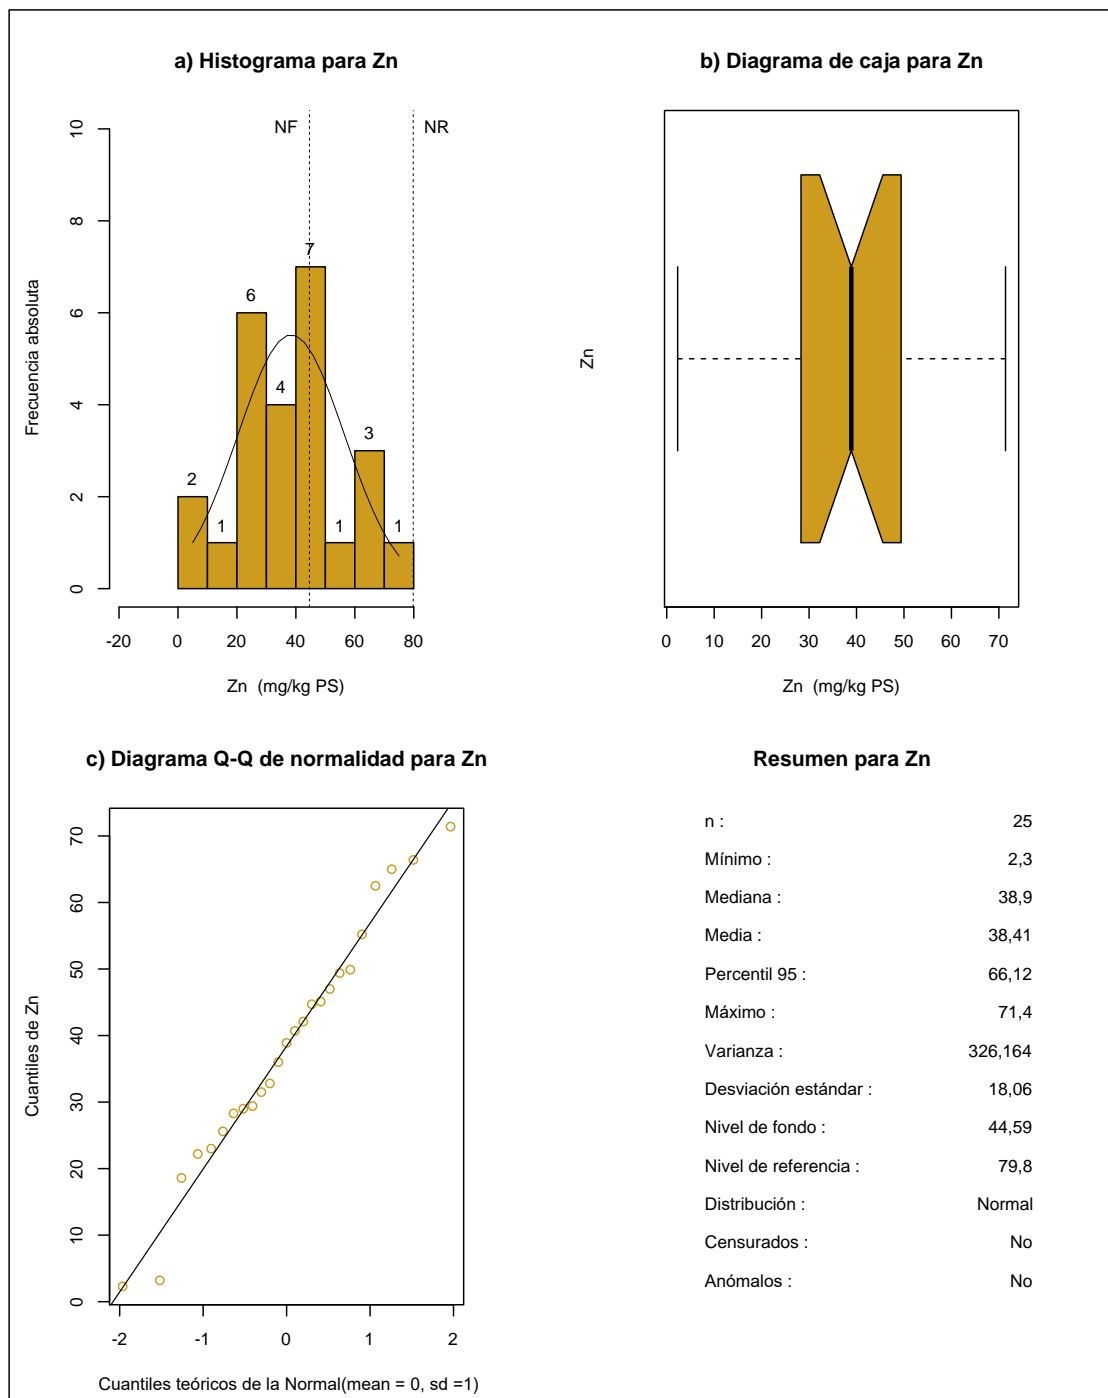 a) Histograma para Zn
NF
NR
10
8
6
4
2
0
Frecuencia absoluta
2
1
6
4
7
1
3
1
-20 0 20 40 60 80
Zn (mg/kg PS)
b) Diagrama de caja para Zn
Zn
0 10 20 30 40 50 60 70
Zn (mg/kg PS)
c) Diagrama Q-Q de normalidad para Zn
70
60
50
40
30
20
10
0
Cuantiles de Zn
-2 -1 0 1 2
Cuantiles teóricos de la Normal(mean = 0, sd =1)
Resumen para Zn
n : 25
Mínimo : 2,3
Mediana : 38,9
Media : 38,41
Percentil 95 : 66,12
Máximo : 71,4
Varianza : 326,164
Desviación estándar : 18,06
Nivel de fondo : 44,59
Nivel de referencia : 79,8
Distribución : Normal
Censurados : No
Anómalos : No